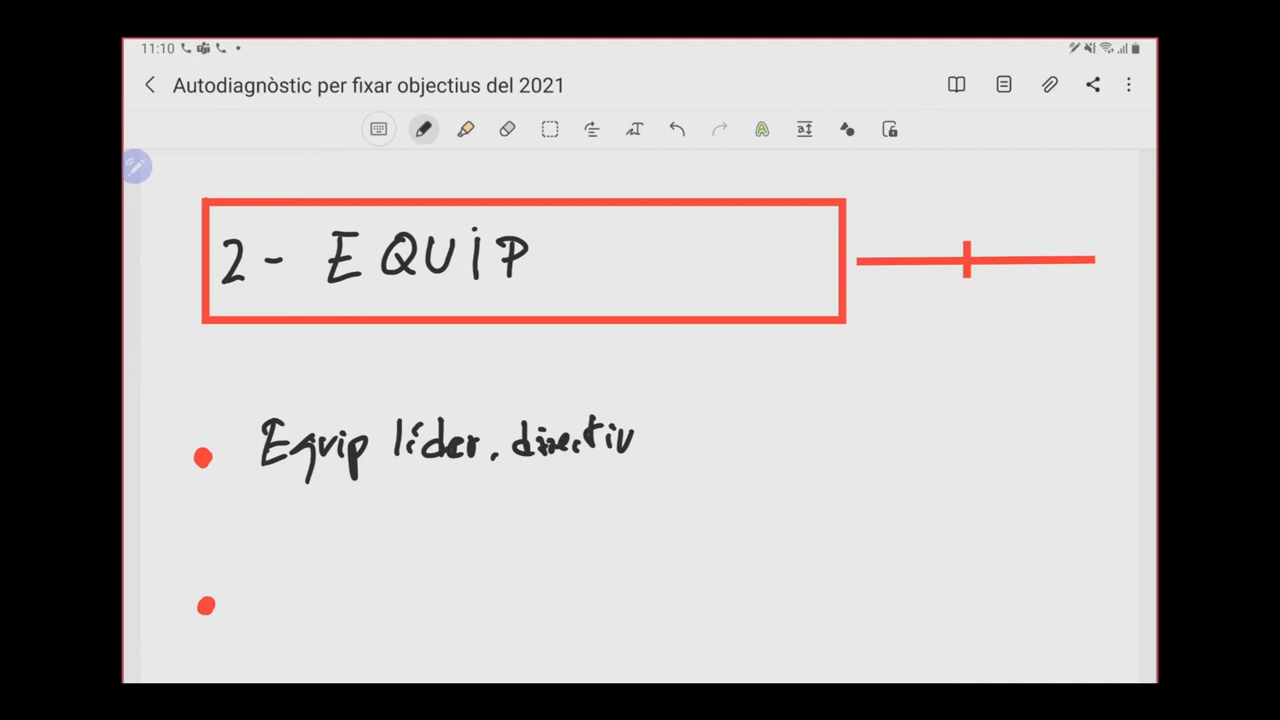 11:10
Autodiagnòstic per fixar objectius del 2021
2- EQUIP
Equip líder. directiu